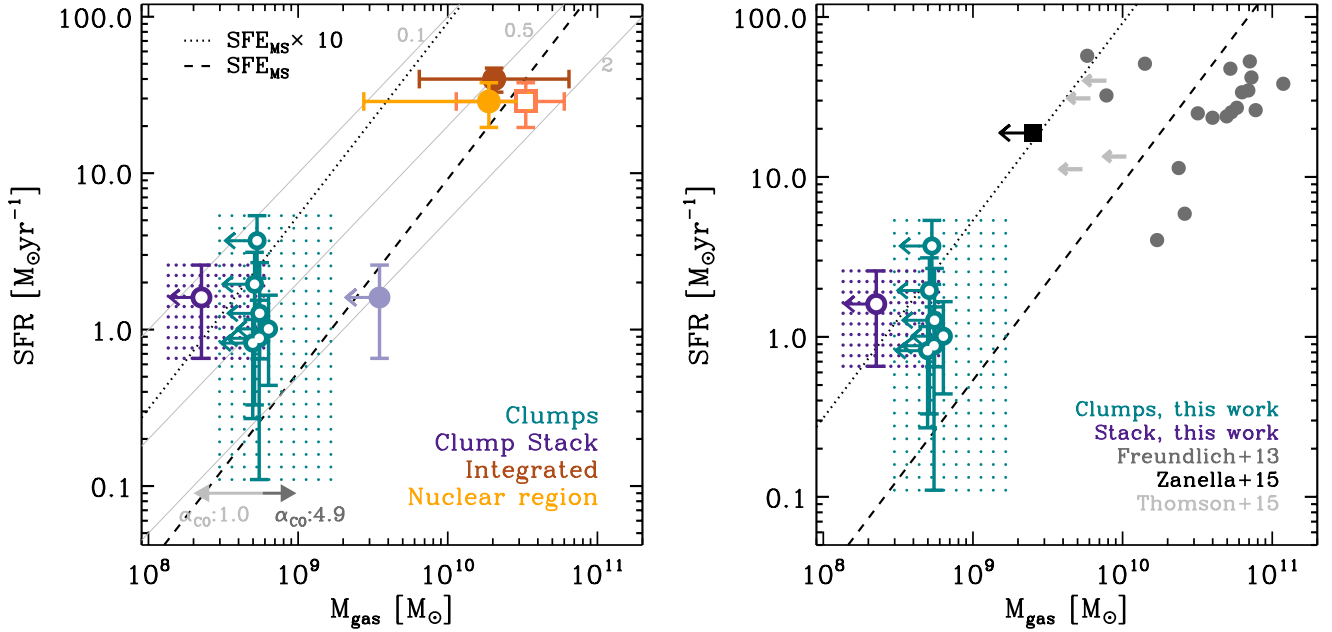 100.0
10.0
1.0
0.1
SFR [M⊙yr⁻¹]
SFE_MS× 10
SFE_MS
0.1
0.5
2
Clumps
Clump Stack
Integrated
Nuclear region
α_CO:1.0
α_CO:4.9
10⁸
10⁹
10¹⁰
10¹¹
M_gas [M⊙]
100.0
10.0
1.0
0.1
SFR [M⊙yr⁻¹]
Clumps, this work
Stack, this work
Freundlich+13
Zanella+15
Thomson+15
10⁸
10⁹
10¹⁰
10¹¹
M_gas [M⊙]